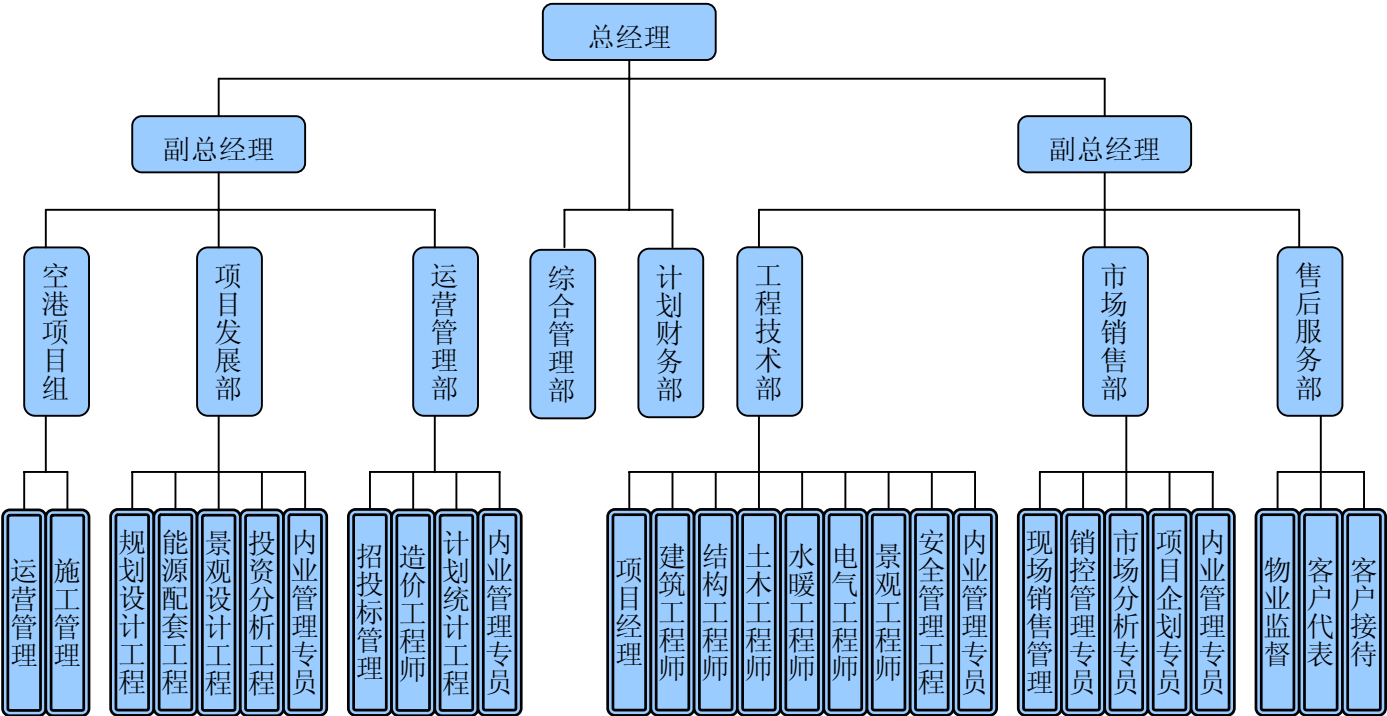 总经理
副总经理
副总经理
空港项目组
项目发展部
运营管理部
综合管理部
计划财务部
工程技术部
市场销售部
售后服务部
运营管理
施工管理
规划设计工程
能源配套工程
景观设计工程
投资分析工程
内业管理专员
招投标管理
造价工程师
计划统计工程
内业管理专员
项目经理
建筑工程师
结构工程师
土木工程师
水暖工程师
电气工程师
景观工程师
安全管理工程
内业管理专员
现场销售管理
销控管理专员
市场分析专员
项目企划专员
内业管理专员
物业监督
客户代表
客户接待